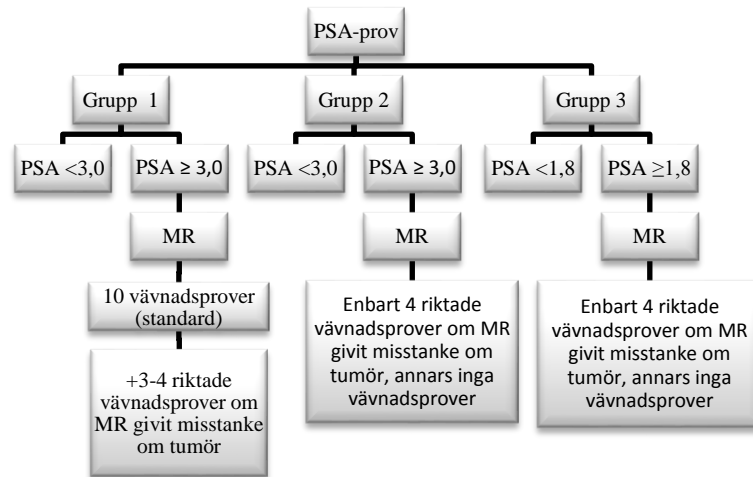 PSA-prov
Grupp 1
Grupp 2
Grupp 3
PSA <3,0
PSA ≥ 3,0
PSA <3,0
PSA ≥ 3,0
PSA <1,8
PSA ≥1,8
MR
MR
MR
10 vävnadsprover
(standard)
+3-4 riktade
vävnadsprover om
MR givit misstanke
om tumör
Enbart 4 riktade
vävnadsprover om MR
givit misstanke om
tumör, annars inga
vävnadsprover
Enbart 4 riktade
vävnadsprover om MR
givit misstanke om
tumör, annars inga
vävnadsprover